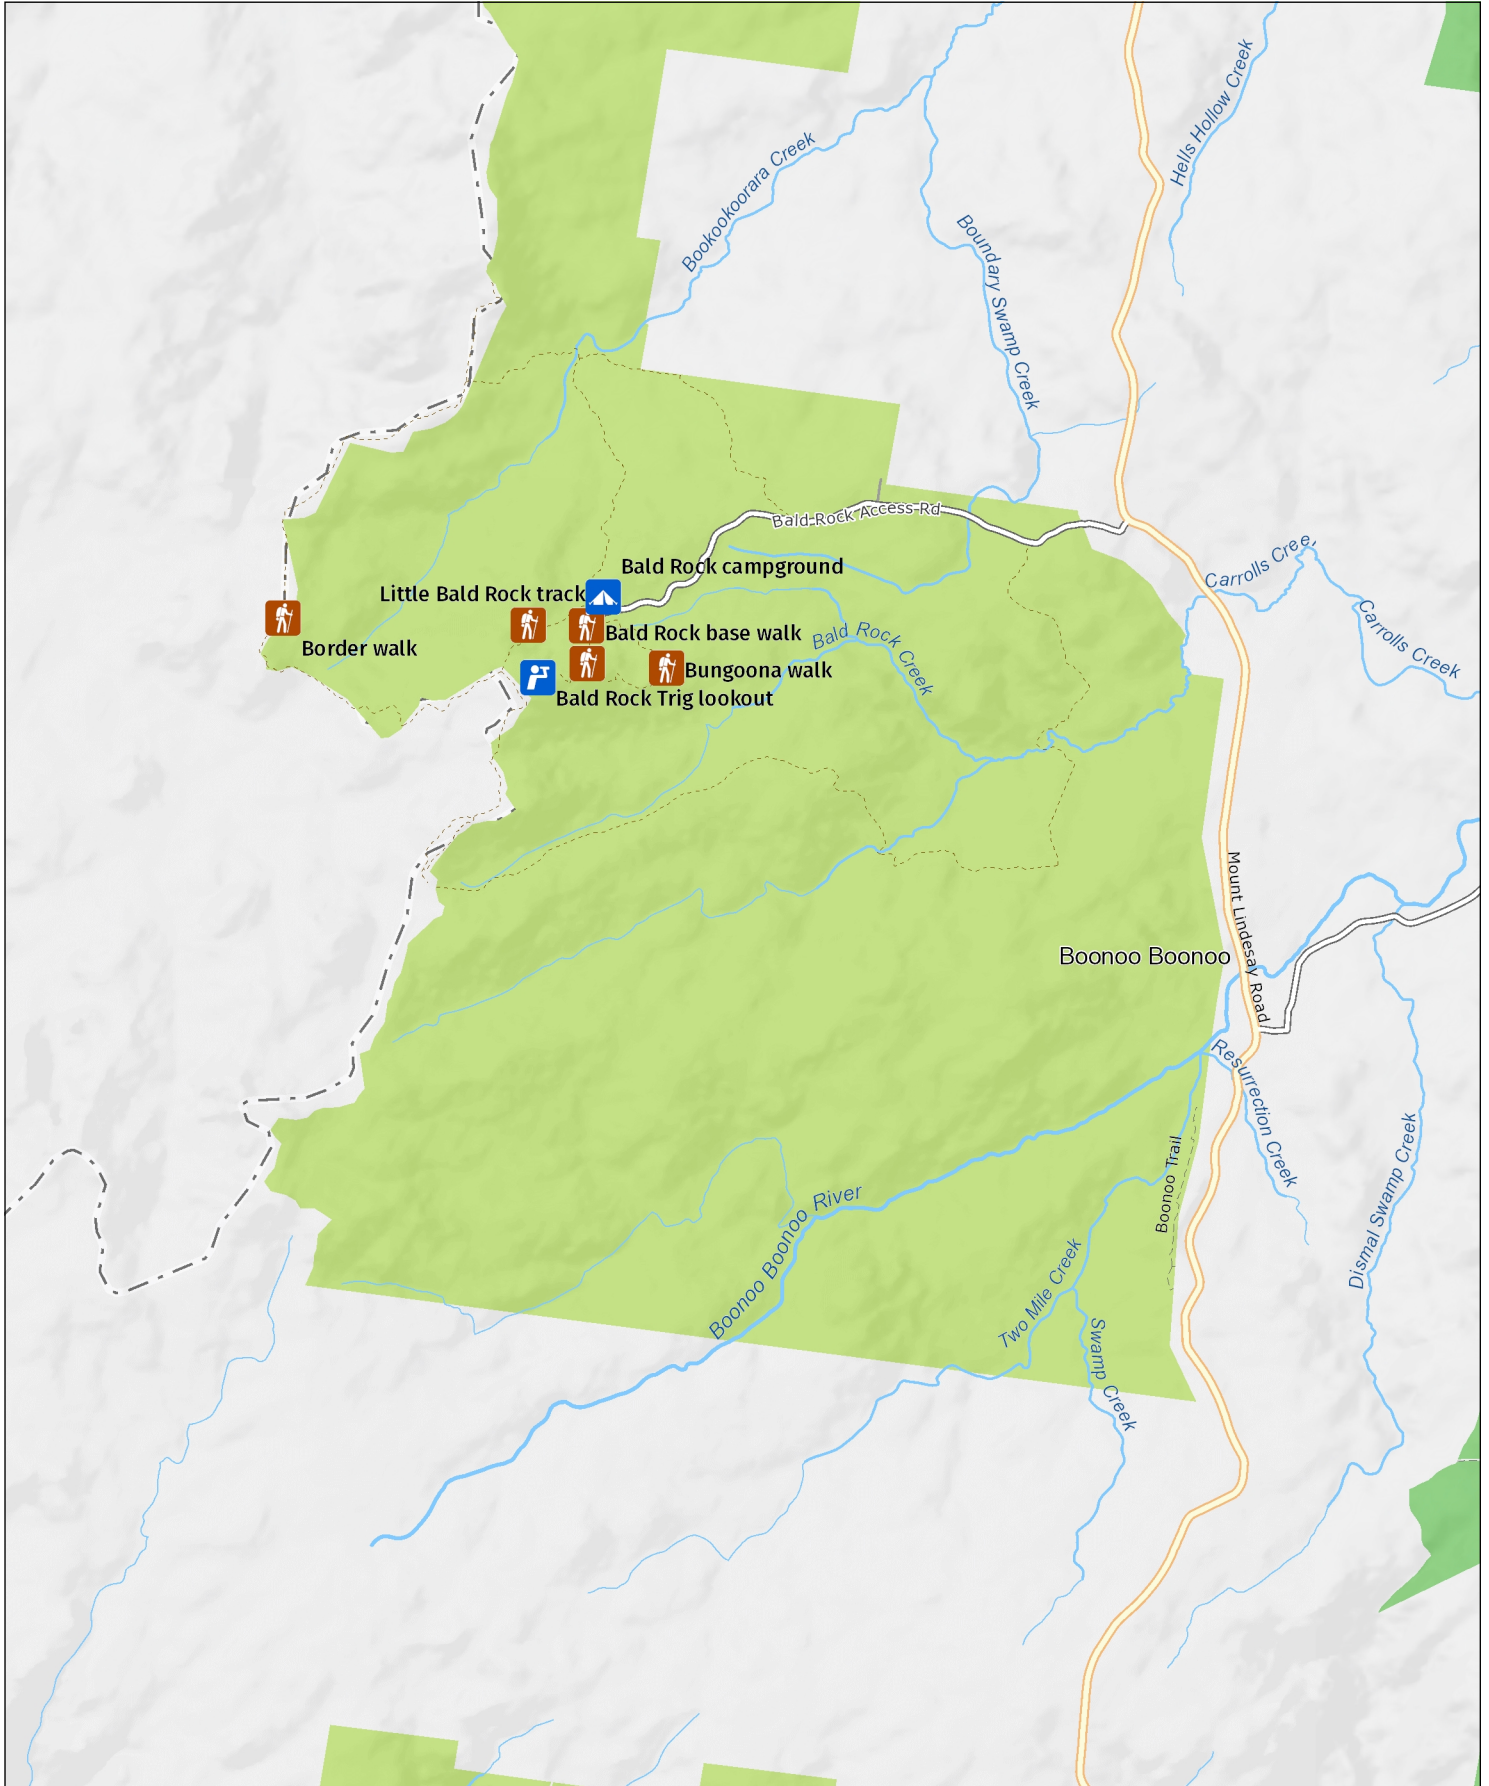 Hells Hollow Creek
Bookookoorara Creek
Boundary Swamp Creek
Bald Rock Access Rd
Carrolls Cree
Bald Rock campground
Little Bald Rock track
Carrolls Creek
Bald Rock base walk
Bald Rock Creek
Border walk
Bungoona walk
Bald Rock Trig lookout
Mount Lindesay Road
Boonoo Boonoo
Resurrection Creek
Boonoo Trail
Dismal Swamp Creek
Boonoo Boonoo River
Two Mile Creek
Swamp Creek